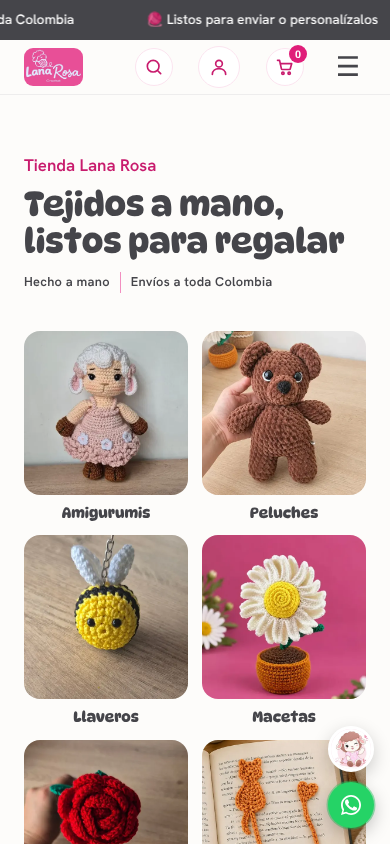 da Colombia
Listos para enviar o personalízalos
Lana Rosa
0
Tienda Lana Rosa
Tejidos a mano,
listos para regalar
Hecho a mano
Envíos a toda Colombia
Amigurumis
Peluches
Llaveros
Macetas